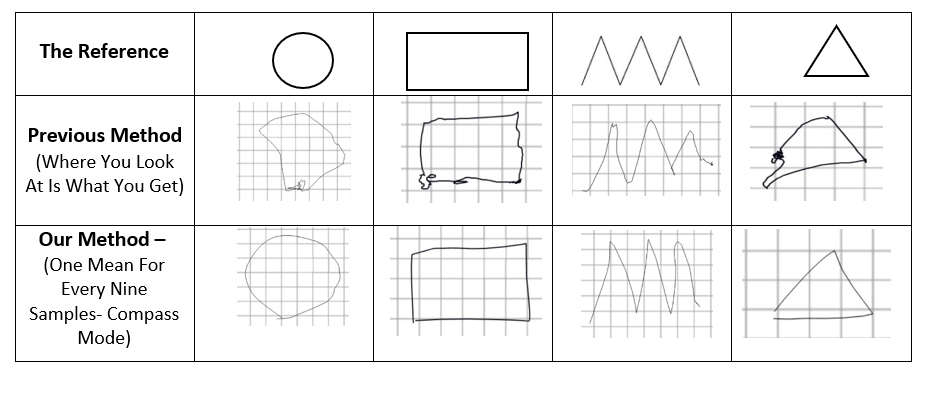 The Reference
Previous Method
(Where You Look
At Is What You Get)
Our Method –
(One Mean For
Every Nine
Samples- Compass
Mode)